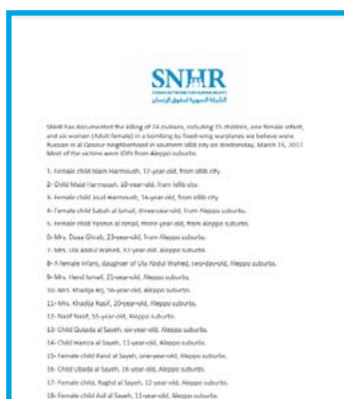 SNHR
SYRIAN NETWORK FOR HUMAN RIGHTS
الشبكة السورية لحقوق الإنسان
SNHR has documented the killing of 24 civilians, including 15 children, one female infant,
and six women (Adult female) in a bombing by fixed-wing warplanes we believe were
Russian in al Qosour neighborhood in southern Idlib city on Wednesday, March 15, 2017.
Most of the victims were IDPs from Aleppo suburbs.
1- Female child Islam Harmoush, 12-year-old, from Idlib city.
2- Child Maid Harmoush, 10-year-old, from Idlib city.
3- Female child Joud Harmoush, 16-year-old, from Idlib city.
4- Female child Sabah al Ismail, three-year-old, from Aleppo suburbs.
5- Female child Yasmin al Ismail, three-year-old, from Aleppo suburbs.
6- Mrs. Doaa Ghrab, 23-year-old, from Aleppo suburbs.
7- Mrs. Ula Abdul Wahed, 37-year-old, Aleppo suburbs.
8- A female infant, daughter of Ula Abdul Wahed, two-day-old, Aleppo suburbs.
9- Mrs. Hend Ismail, 21-year-old, Aleppo suburbs.
10- Mrs. Khadija 56-year-old, Aleppo suburbs.
11- Mrs. Khadija Nasif, 20-year-old, Aleppo suburbs.
12- Nasif Nasif, 55-year-old, Aleppo suburbs.
13- Child Qutada al Sayeh, six-year-old, Aleppo suburbs.
14- Child Hamza al Sayeh, 13-year-old, Aleppo suburbs.
15- Female child Rand al Sayeh, one-year-old, Aleppo suburbs.
16- Child Ubada al Sayeh, 16-year-old, Aleppo suburbs.
17- Female child, Raghd al Sayeh, 12-year-old, Aleppo suburbs.
18- Female child Asil al Sayeh, 11-year-old, Aleppo suburbs.